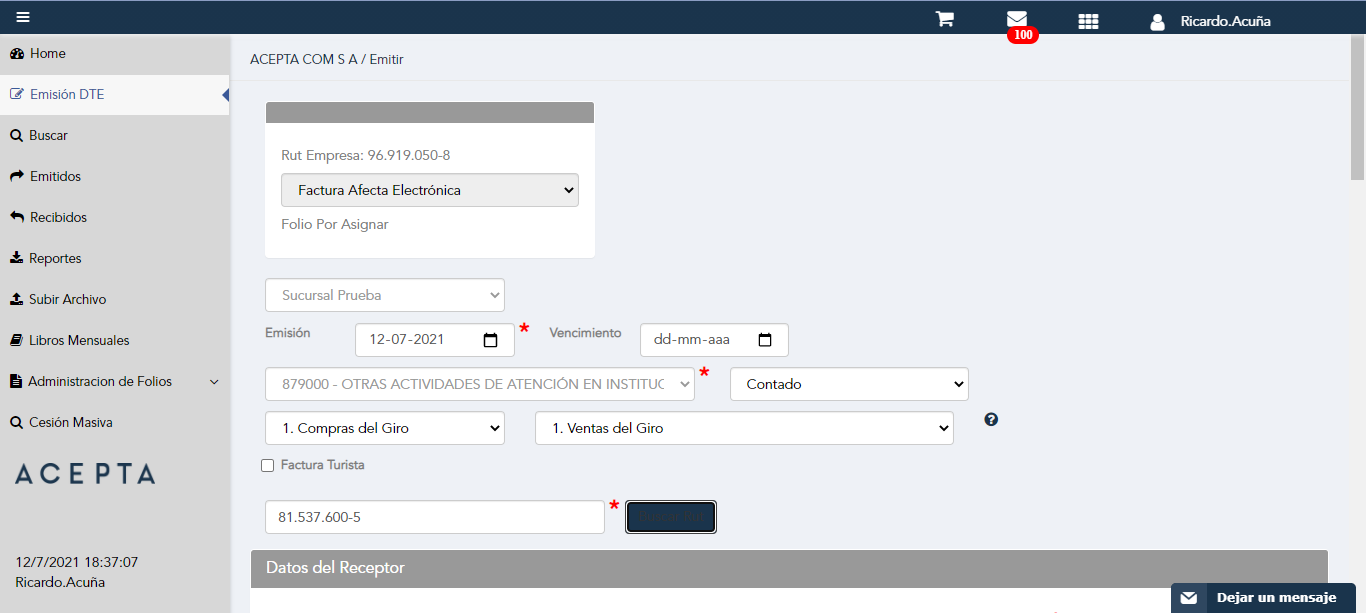 100
Ricardo.Acuña
Home
ACEPTA COM S A / Emitir
Emisión DTE
Buscar
Emitidos
Recibidos
Reportes
Subir Archivo
Libros Mensuales
Administracion de Folios
Cesión Masiva
ACEPTA
12/7/2021 18:37:07
Ricardo.Acuña
Rut Empresa: 96.919.050-8
Factura Afecta Electrónica
Folio Por Asignar
Sucursal Prueba
Emisión 12-07-2021 * Vencimiento dd-mm-aaa
879000 - OTRAS ACTIVIDADES DE ATENCIÓN EN INSTITUC * Contado
1. Compras del Giro 1. Ventas del Giro ?
Factura Turista
81.537.600-5 *
Datos del Receptor
Dejar un mensaje